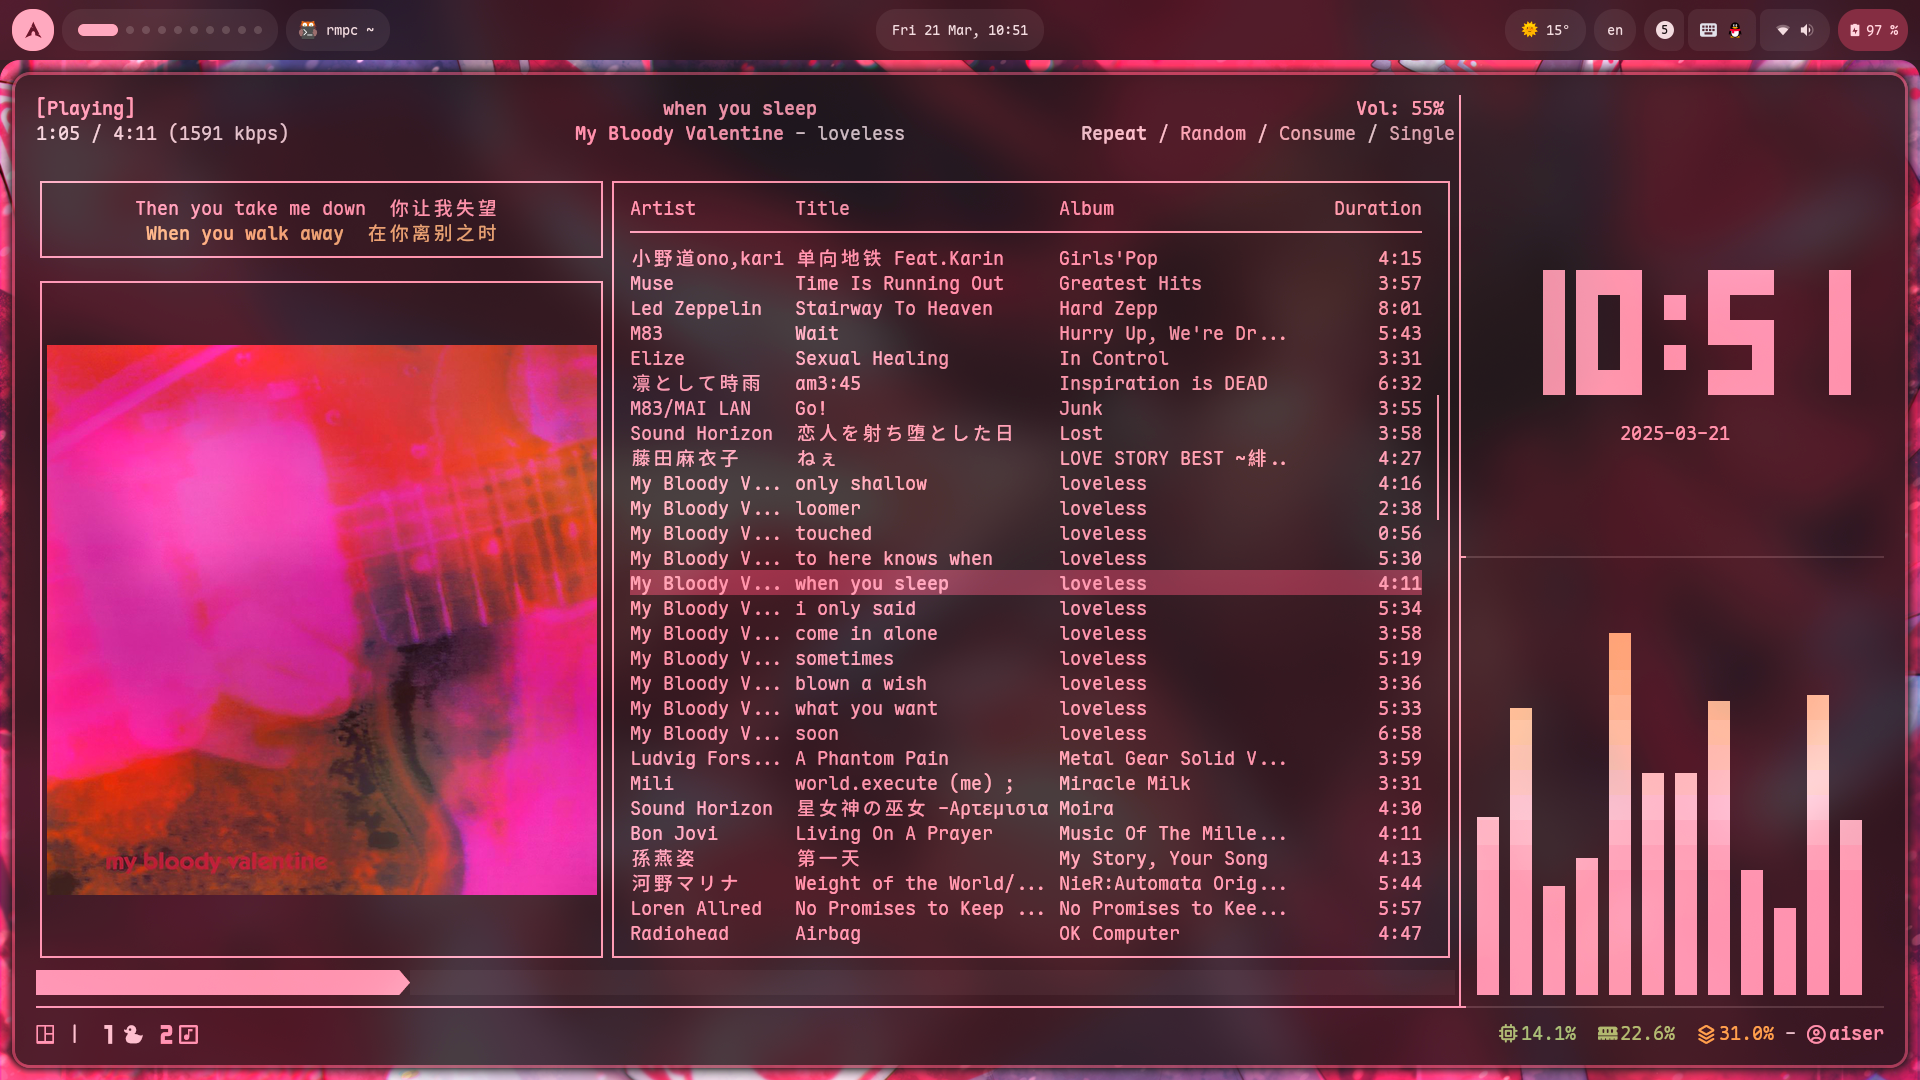 rmpc ~
Fri 21 Mar, 10:51
15°
en
5
97 %
[Playing]
when you sleep
Vol: 55%
1:05 / 4:11 (1591 kbps)
My Bloody Valentine - loveless
Repeat / Random / Consume / Single
Then you take me down 你让我失望
When you walk away 在你离别之时
my bloody valentine
Artist Title Album Duration
小野道ono,kari 单向地铁 Feat.Karin Girls'Pop 4:15
Muse Time Is Running Out Greatest Hits 3:57
Led Zeppelin Stairway To Heaven Hard Zepp 8:01
M83 Wait Hurry Up, We're Dr... 5:43
Elize Sexual Healing In Control 3:31
凛として時雨 am3:45 Inspiration is DEAD 6:32
M83/MAI LAN Go! Junk 3:55
Sound Horizon 恋人を射ち堕とした日 Lost 3:58
藤田麻衣子 ねぇ LOVE STORY BEST ~緋.. 4:27
My Bloody V... only shallow loveless 4:16
My Bloody V... loomer loveless 2:38
My Bloody V... touched loveless 0:56
My Bloody V... to here knows when loveless 5:30
My Bloody V... when you sleep loveless 4:11
My Bloody V... i only said loveless 5:34
My Bloody V... come in alone loveless 3:58
My Bloody V... sometimes loveless 5:19
My Bloody V... blown a wish loveless 3:36
My Bloody V... what you want loveless 5:33
My Bloody V... soon loveless 6:58
Ludvig Fors... A Phantom Pain Metal Gear Solid V... 3:59
Mili world.execute (me) ; Miracle Milk 3:31
Sound Horizon 星女神の巫女 -Αρτεμισια Moira 4:30
Bon Jovi Living On A Prayer Music Of The Mille... 4:11
孫燕姿 第一天 My Story, Your Song 4:13
河野マリナ Weight of the World/... NieR:Automata Orig... 5:44
Loren Allred No Promises to Keep ... No Promises to Kee... 5:57
Radiohead Airbag OK Computer 4:47
10:51
2025-03-21
| 1 2
14.1% 22.6% 31.0% - aiser